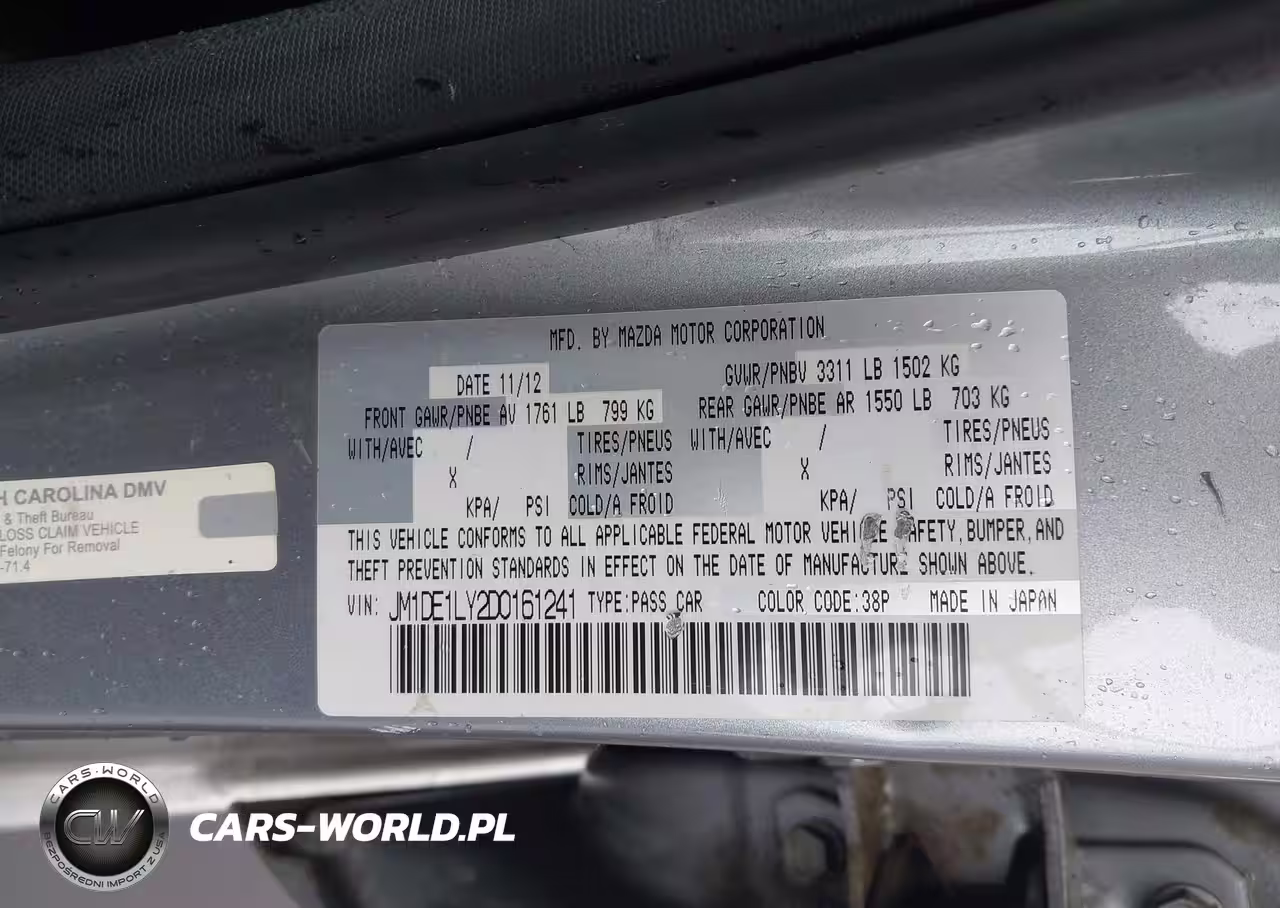 MFD. BY MAZDA MOTOR CORPORATION
DATE 11/12
GVWR/PNBV 3311 LB 1502 KG
FRONT GAWR/PNBE AV 1761 LB 799 KG
REAR GAWR/PNBE AR 1550 LB 703 KG
WITH/AVEC / TIRES/PNEUS
X RIMS/JANTES
KPA/ PSI COLD/A FROID
WITH/AVEC / TIRES/PNEUS
X RIMS/JANTES
KPA/ PSI COLD/A FROID
THIS VEHICLE CONFORMS TO ALL APPLICABLE FEDERAL MOTOR VEHICLE SAFETY, BUMPER, AND
THEFT PREVENTION STANDARDS IN EFFECT ON THE DATE OF MANUFACTURE SHOWN ABOVE.
VIN: JM1DE1LY2D0161241 TYPE:PASS CAR COLOR CODE:38P MADE IN JAPAN
H CAROLINA DMV
& Theft Bureau
LOSS CLAIM VEHICLE
Felony For Removal
-71.4
CARS-WORLD
CW
BEZPOŚREDNI IMPORT Z USA
CARS-WORLD.PL